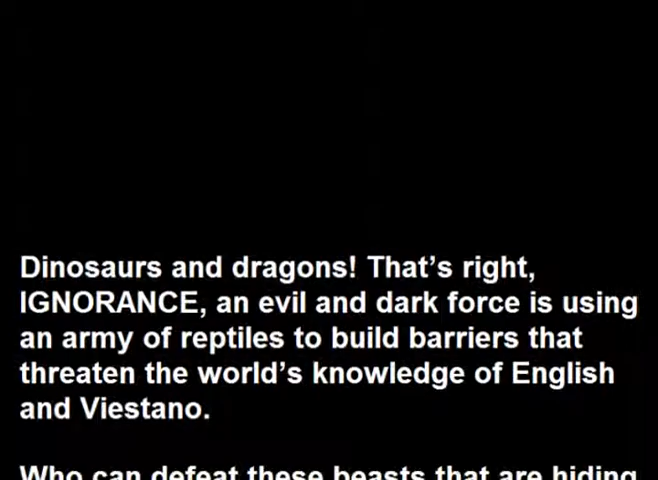 Dinosaurs and dragons! That’s right,
IGNORANCE, an evil and dark force is using
an army of reptiles to build barriers that
threaten the world’s knowledge of English
and Viestano.
Who can defeat these beasts that are hiding